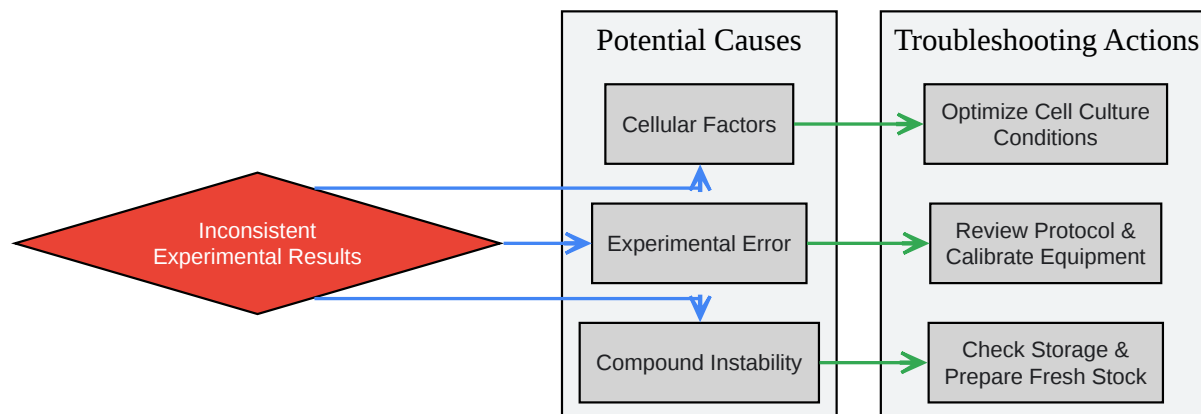 Potential Causes
Troubleshooting Actions
Cellular Factors
Optimize Cell Culture
Conditions
Inconsistent
Experimental Results
Experimental Error
Review Protocol &
Calibrate Equipment
Compound Instability
Check Storage &
Prepare Fresh Stock